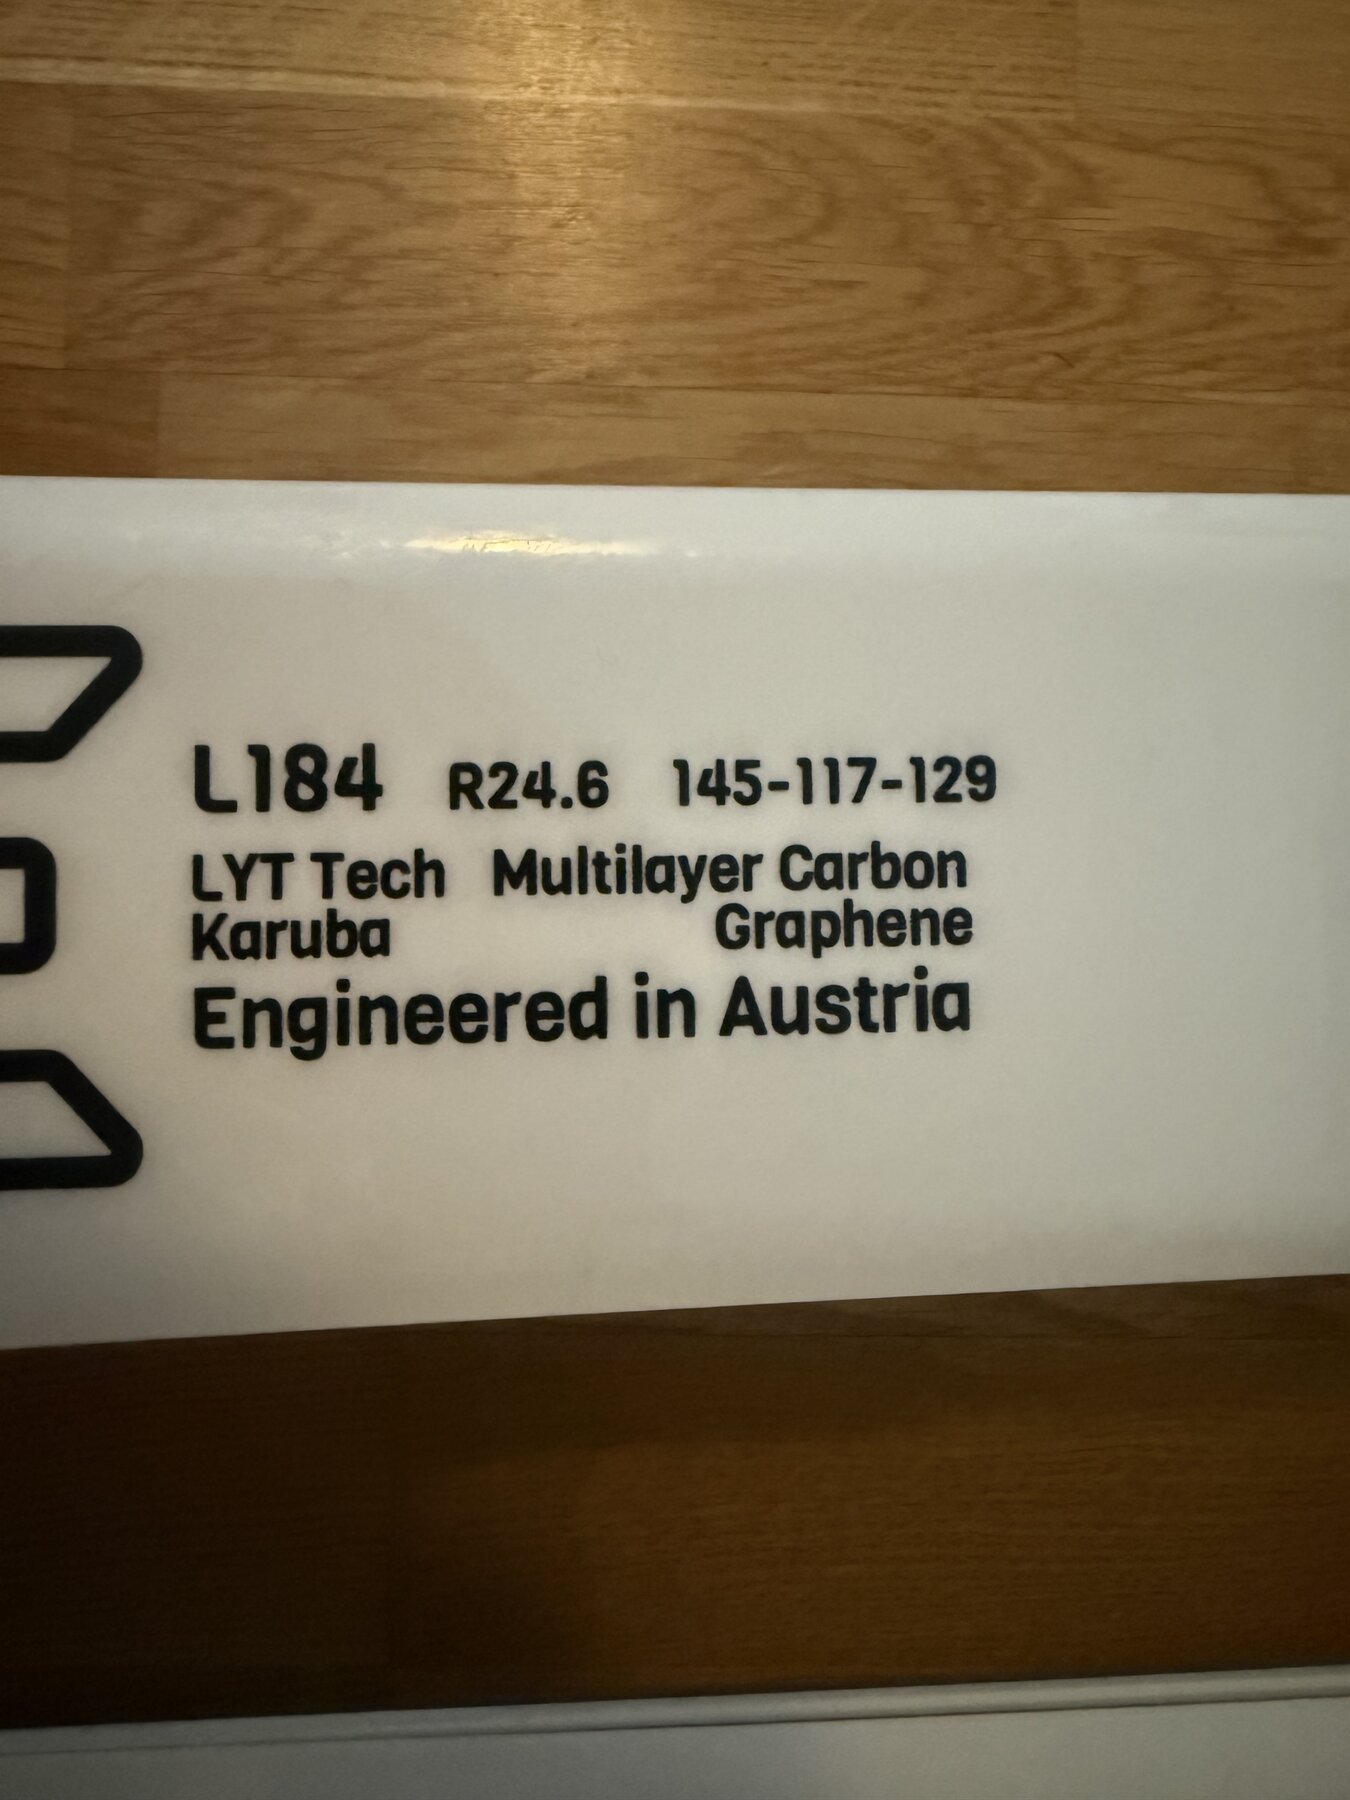 L184 R24.6 145-117-129
LYT Tech Multilayer Carbon
Karuba Graphene
Engineered in Austria